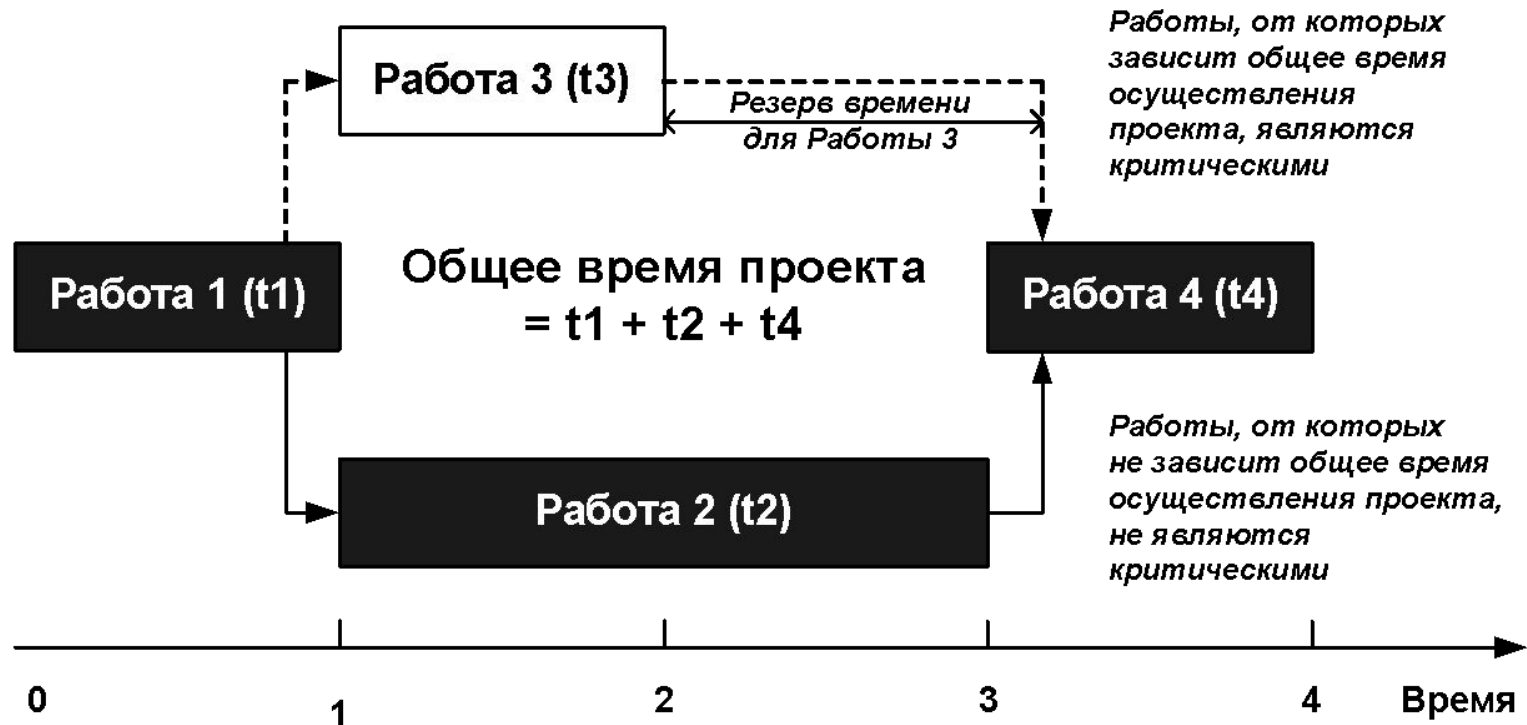 Работа 3 (t3)
Резерв времени
для Работы 3
Работы, от которых
зависит общее время
осуществления
проекта, являются
критическими
Работа 1 (t1)
Общее время проекта
= t1 + t2 + t4
Работа 4 (t4)
Работа 2 (t2)
Работы, от которых
не зависит общее время
осуществления проекта,
не являются
критическими
0 1 2 3 4 Время